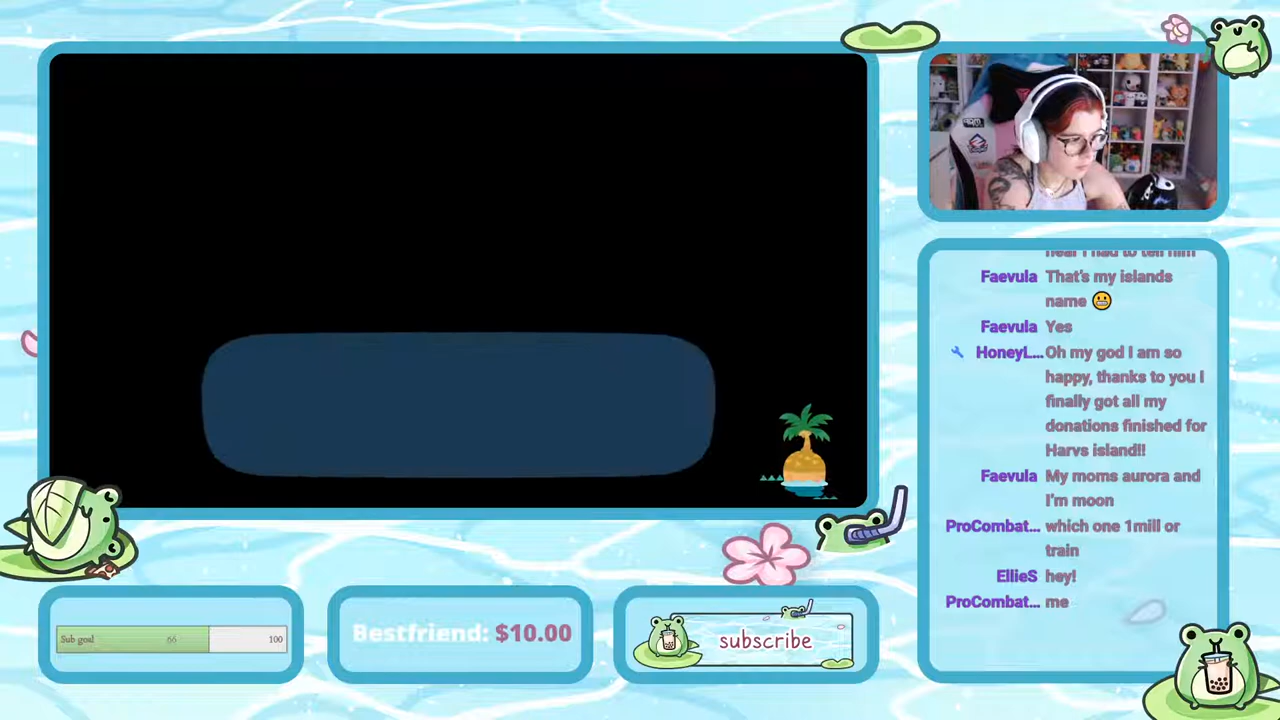 Faevula That's my islands
name 😬
Faevula Yes
HoneyL... Oh my god I am so
happy, thanks to you I
finally got all my
donations finished for
Harvs island!!
Faevula My moms aurora and
I'm moon
ProCombat... which one 1mill or
train
EllieS hey!
ProCombat... me
Sub goal 66 100
Bestfriend: $10.00
subscribe